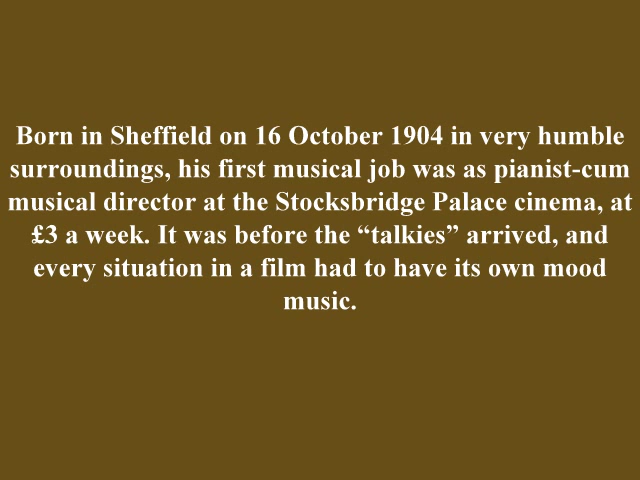 Born in Sheffield on 16 October 1904 in very humble
surroundings, his first musical job was as pianist-cum
musical director at the Stocksbridge Palace cinema, at
£3 a week. It was before the “talkies” arrived, and
every situation in a film had to have its own mood
music.